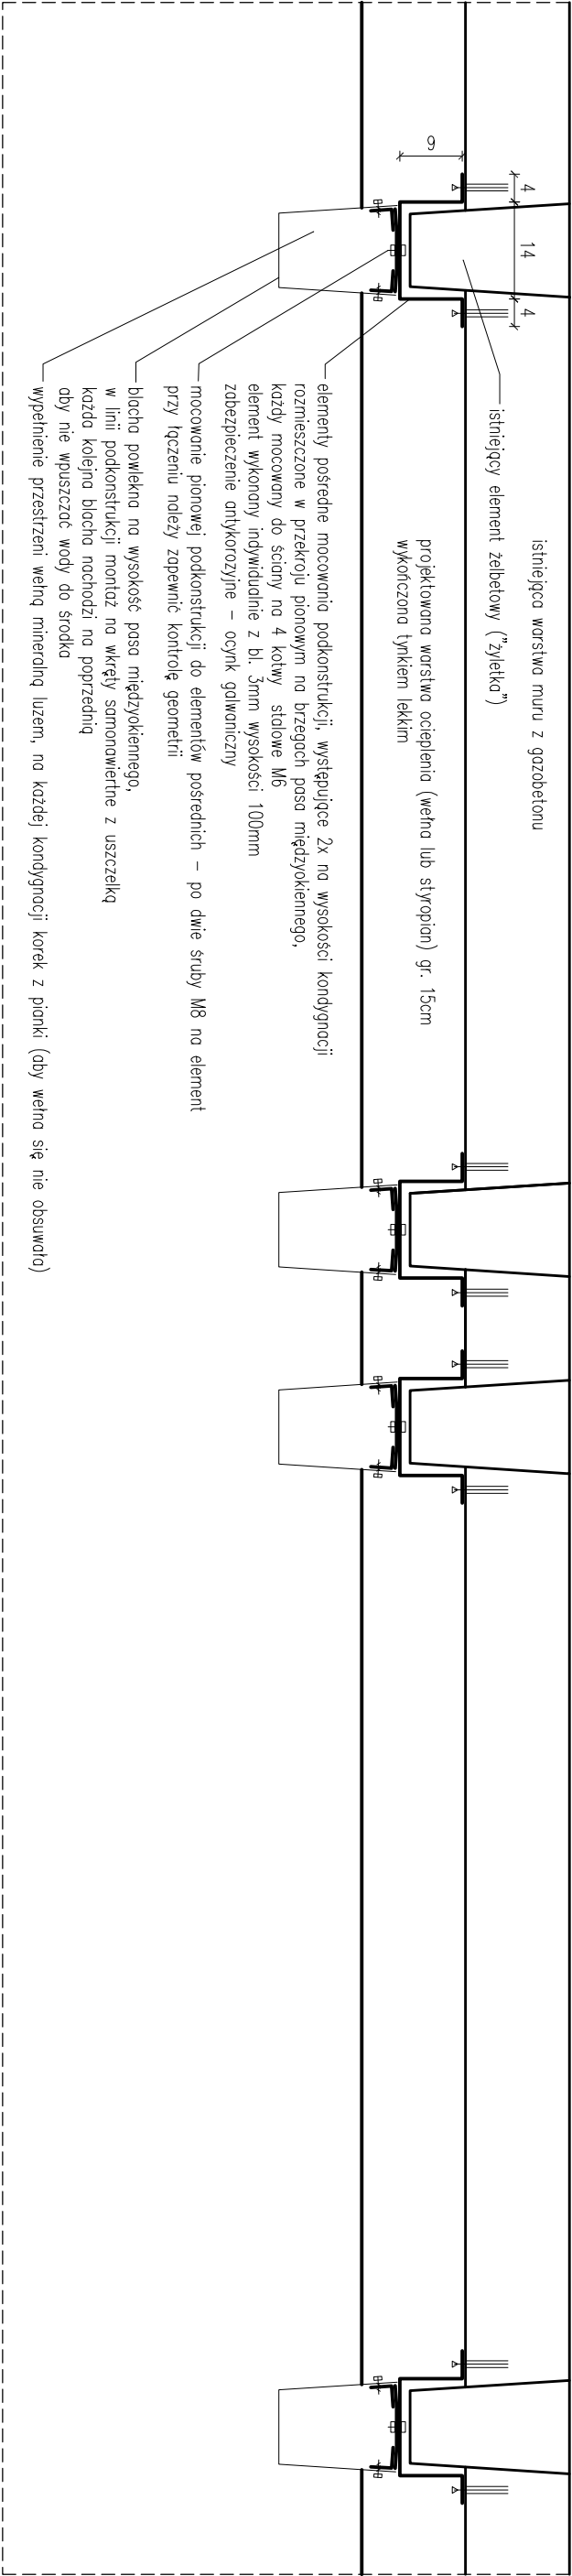 istniejąca warstwa muru z gazobetonu
istniejący element żelbetowy ("żyletka")
projektowana warstwa ocieplenia (wełna lub styropian) gr. 15cm
wykończona tynkiem lekkim
elementy pośredne mocowania podkonstrukcji, występujące 2x na wysokości kondygnacji
rozmieszczone w przekroju pionowym na brzegach pasa międzyokiennego,
każdy mocowany do ściany na 4 kotwy stalowe M6
element wykonany indywidualnie z bl. 3mm wysokości 100mm
zabezpieczenie antykorozyjne – ocynk galwaniczny
mocowanie pionowej podkonstrukcji do elementów pośrednich – po dwie śruby M8 na element
przy łączeniu należy zapewnić kontrolę geometrii
blacha powlekna na wysokość pasa międzyokiennego,
w linii podkonstrukcji montaż na wkręty samonawiertne z uszczelką
każda kolejna blacha nachodzi na poprzednią
aby nie wpuszczać wody do środka
wypełnienie przestrzeni wełną mineralną luzem, na każdej kondygnacji korek z pianki (aby wełna się nie obsuwała)
4
14
4
9